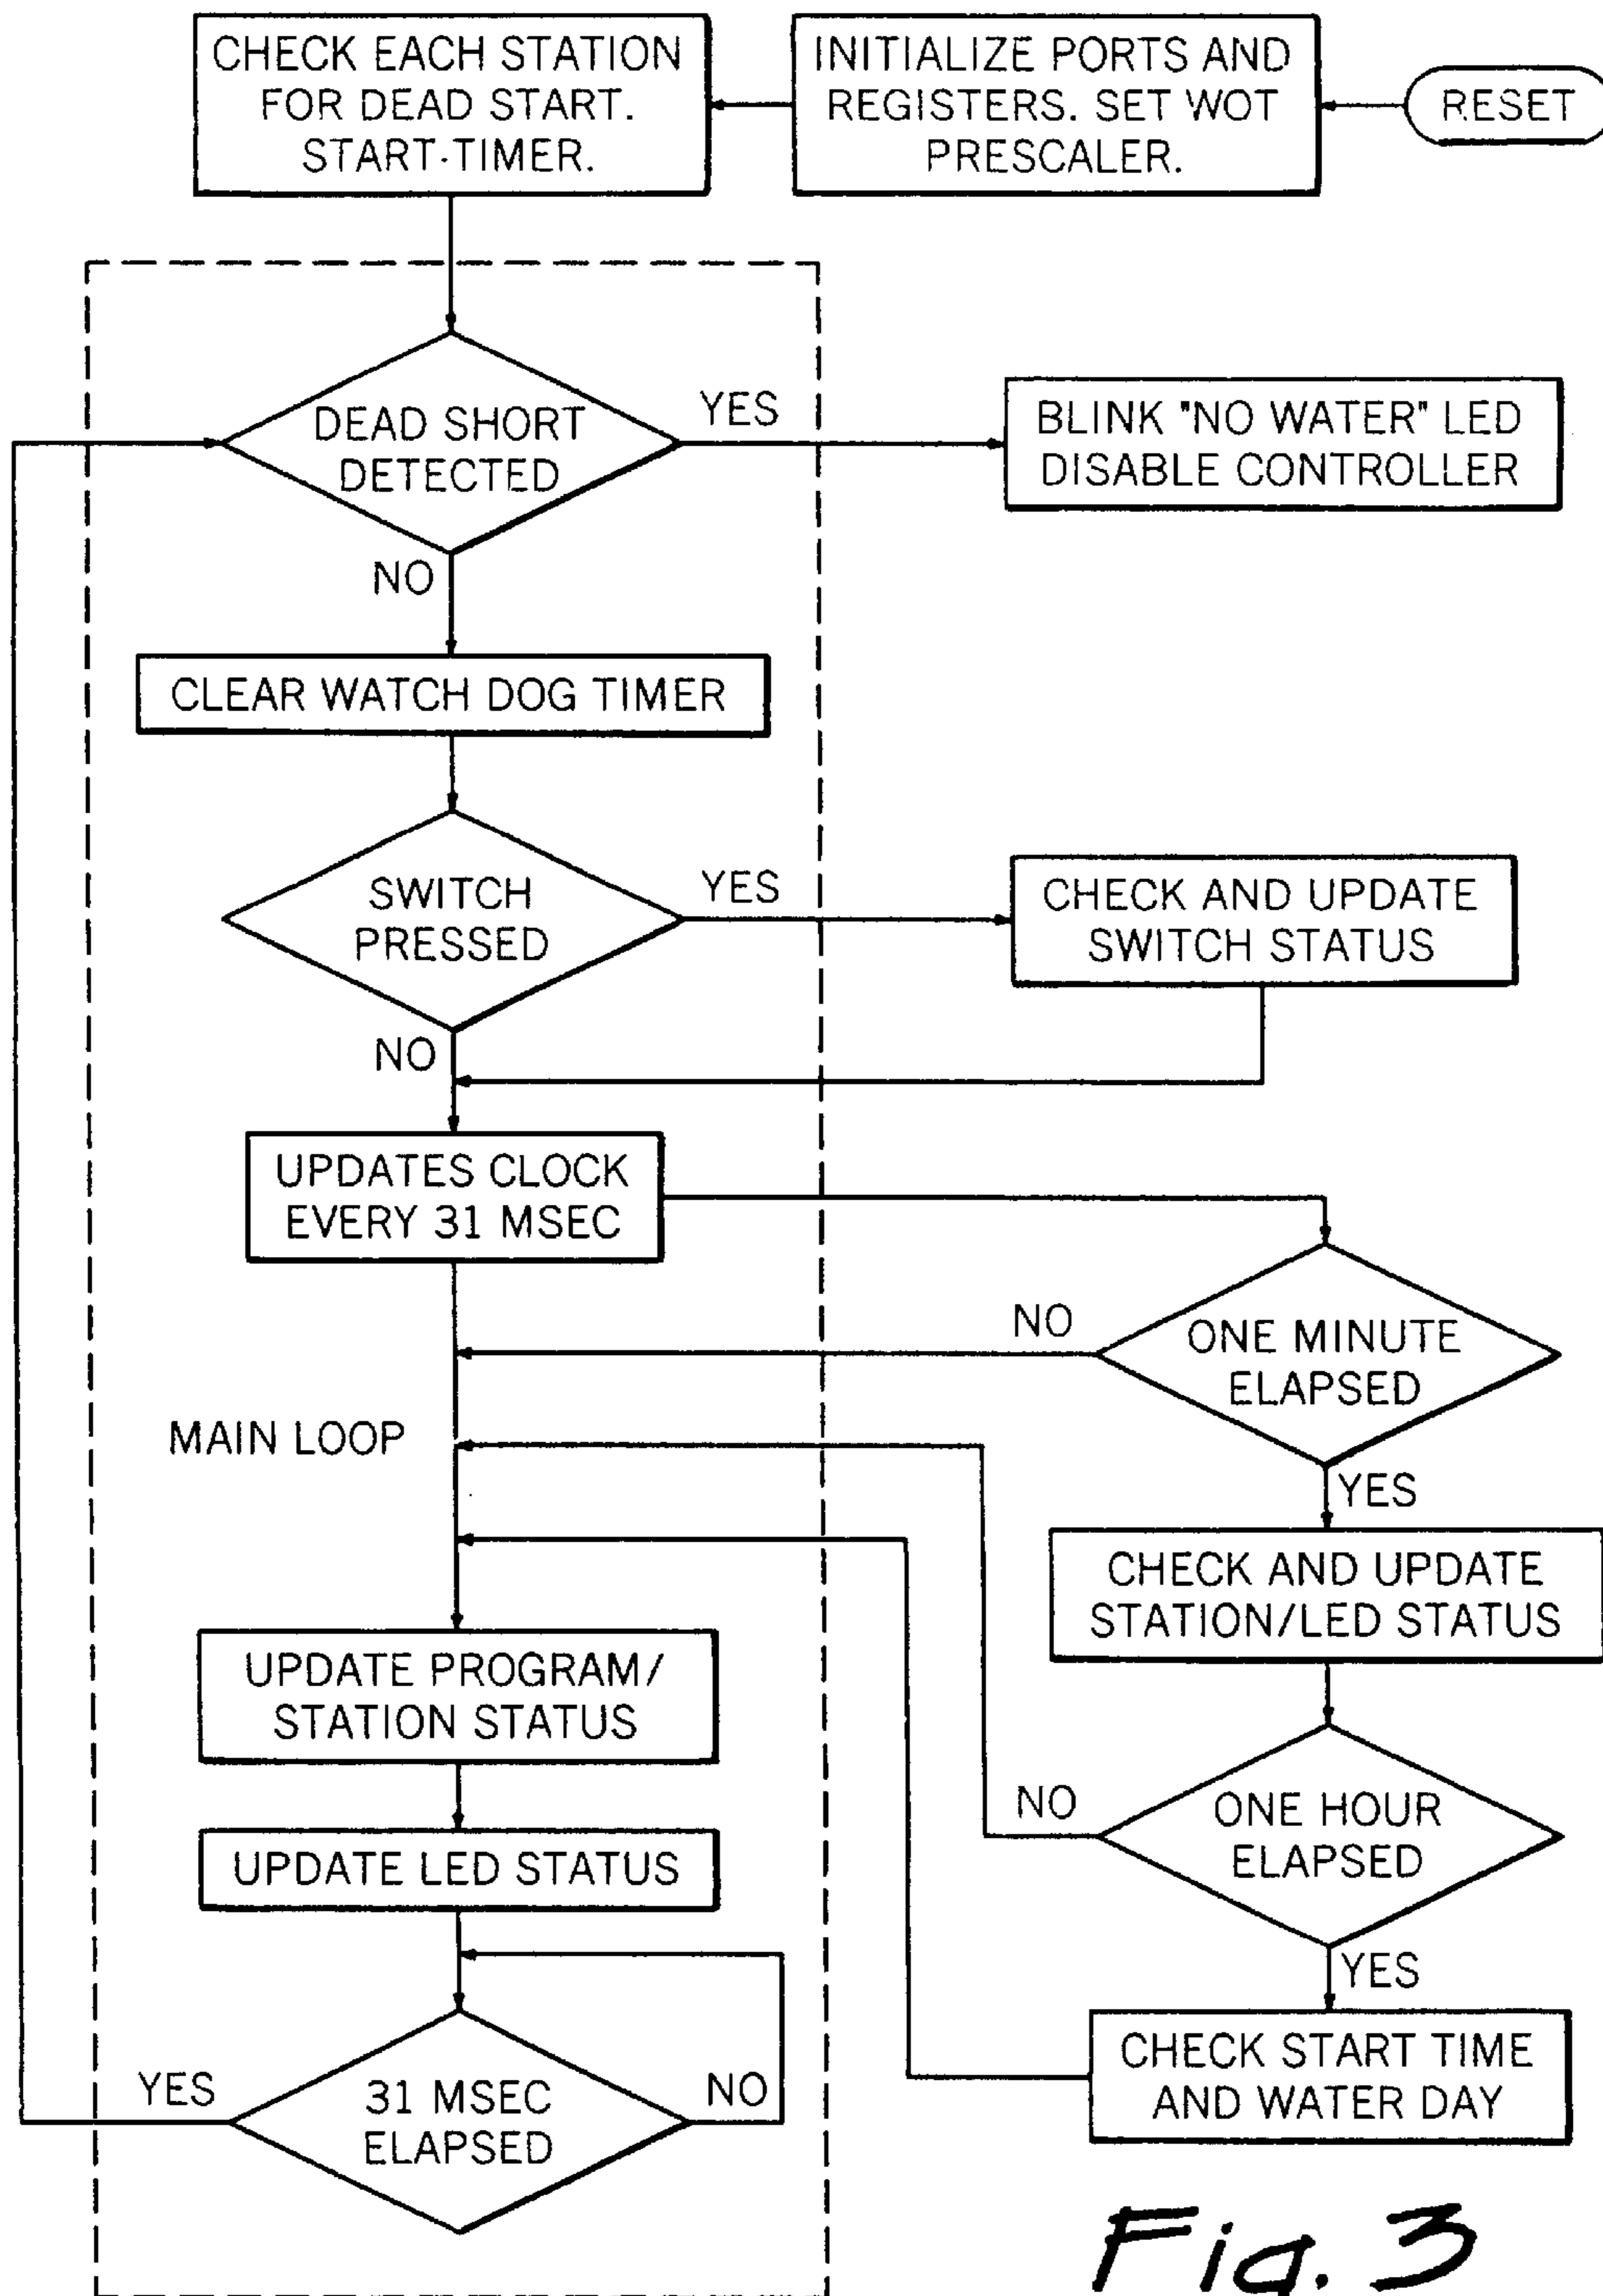 CHECK EACH STATION
FOR DEAD START.
START-TIMER.
INITIALIZE PORTS AND
REGISTERS. SET WOT
PRESCALER.
RESET
DEAD SHORT
DETECTED
YES
NO
BLINK "NO WATER" LED
DISABLE CONTROLLER
CLEAR WATCH DOG TIMER
SWITCH
PRESSED
YES
NO
CHECK AND UPDATE
SWITCH STATUS
UPDATES CLOCK
EVERY 31 MSEC
NO
ONE MINUTE
ELAPSED
YES
MAIN LOOP
CHECK AND UPDATE
STATION/LED STATUS
UPDATE PROGRAM/
STATION STATUS
NO
ONE HOUR
ELAPSED
YES
UPDATE LED STATUS
CHECK START TIME
AND WATER DAY
YES
31 MSEC
ELAPSED
NO
Fig. 3